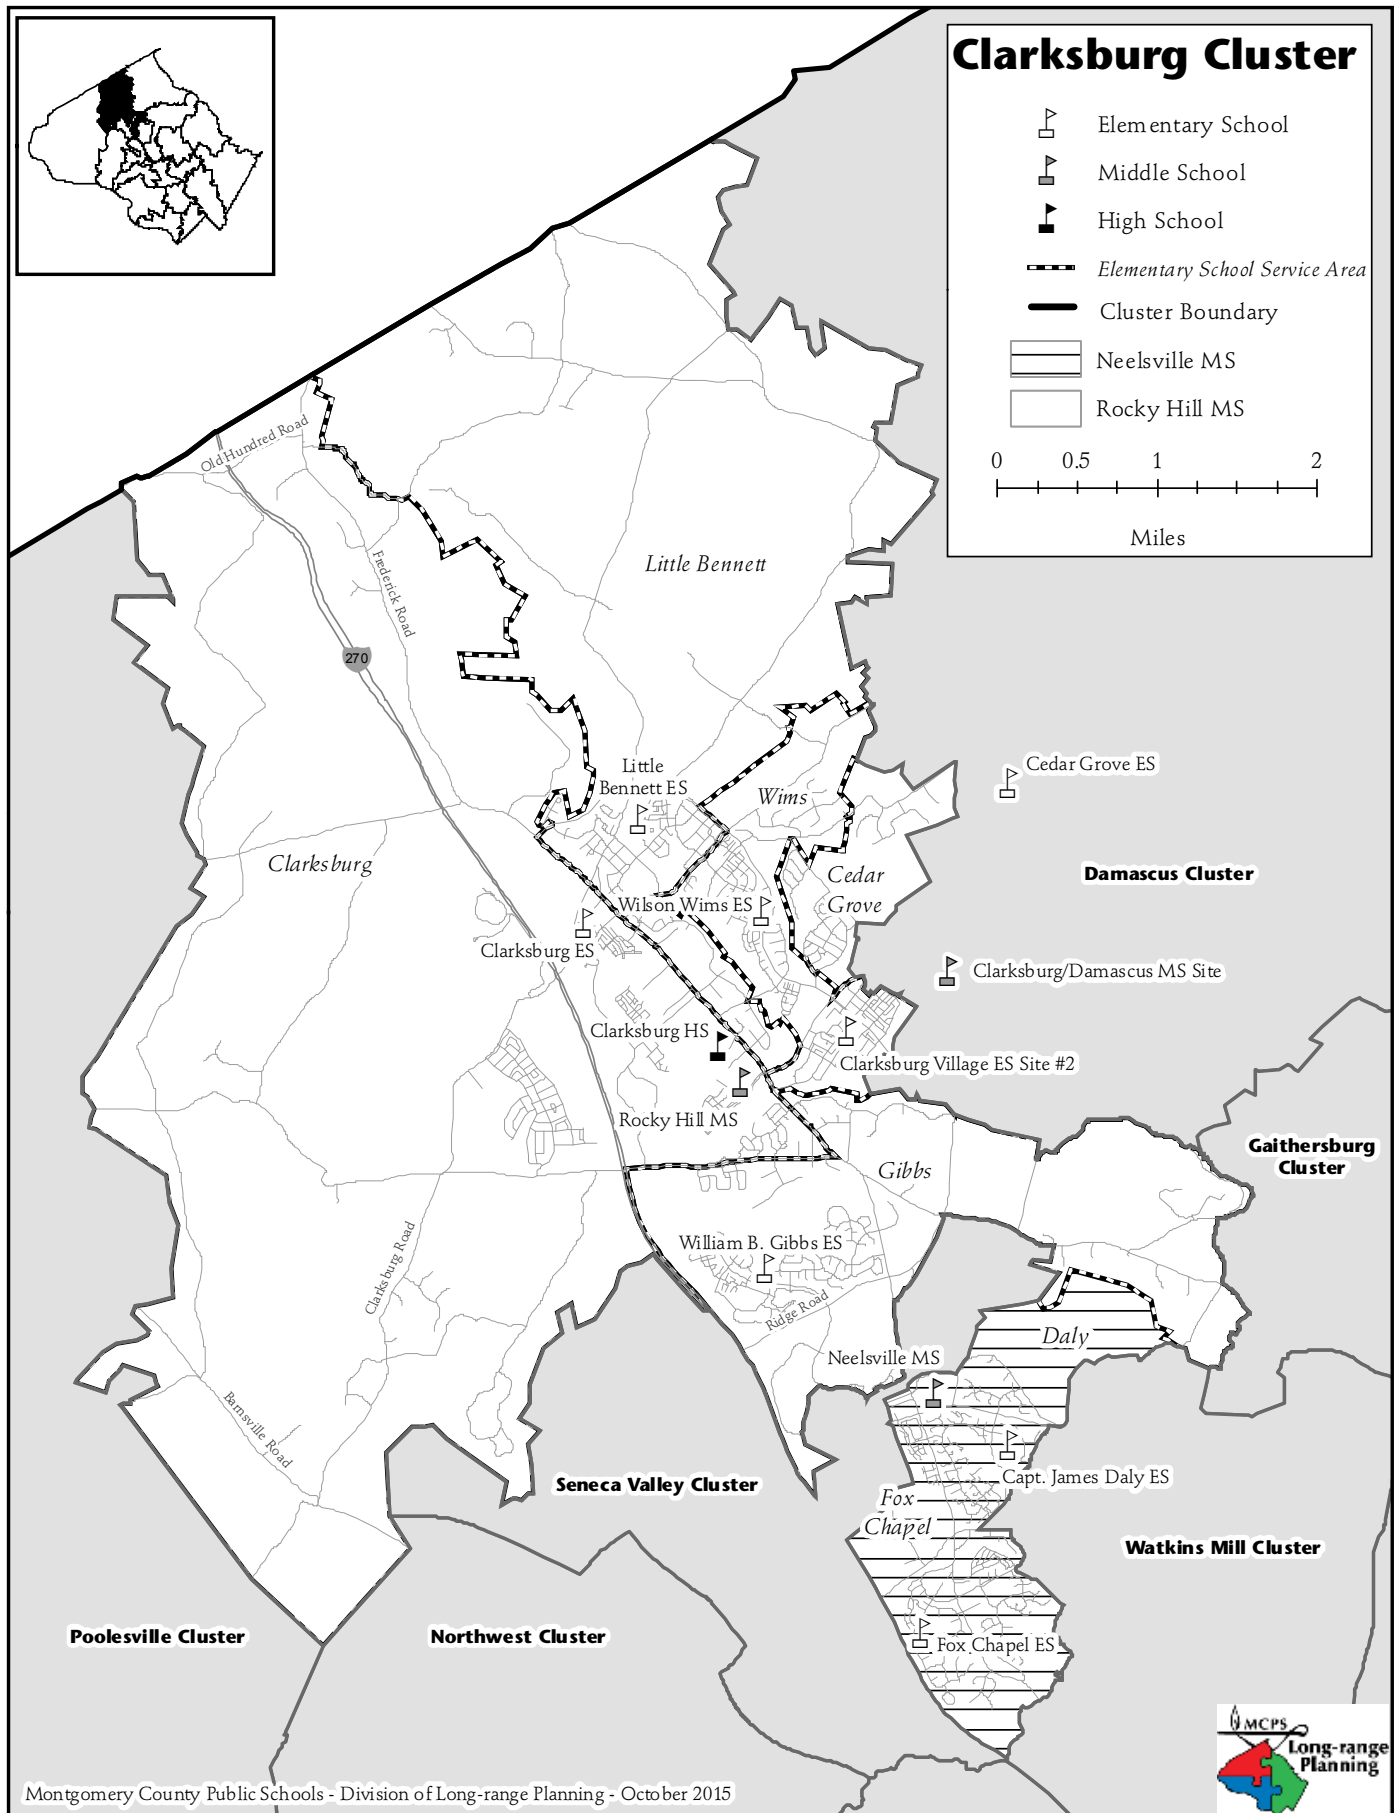 Clarksburg Cluster
Elementary School
Middle School
High School
Elementary School Service Area
Cluster Boundary
Neelsville MS
Rocky Hill MS
0 0.5 1 2
Miles
Old Hundred Road
Frederick Road
270
Little Bennett
Little
Bennett ES
Wims
Cedar Grove ES
Clarksburg
Cedar
Grove
Damascus Cluster
Wilson Wims ES
Clarksburg ES
Clarksburg/Damascus MS Site
Clarksburg HS
Clarksburg Village ES Site #2
Rocky Hill MS
Gibbs
Gaithersburg
Cluster
Clarksburg Road
William B. Gibbs ES
Ridge Road
Daly
Neelsville MS
Barnsville Road
Capt. James Daly ES
Seneca Valley Cluster
Fox
Chapel
Watkins Mill Cluster
Poolesville Cluster
Northwest Cluster
Fox Chapel ES
MCPS
Long-range
Planning
Montgomery County Public Schools - Division of Long-range Planning - October 2015